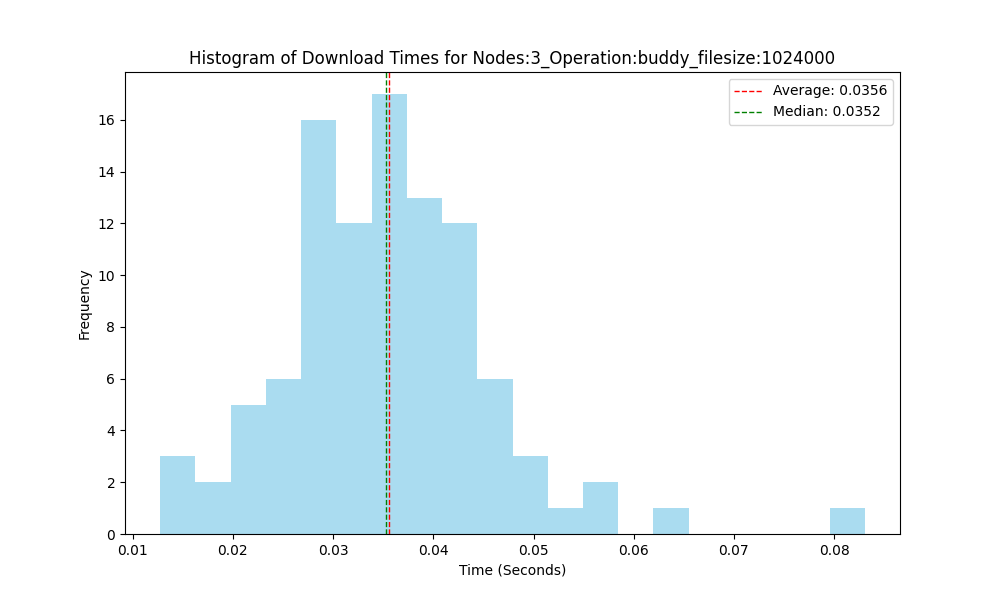 Histogram of Download Times for Nodes:3_Operation:buddy_filesize:1024000
Average: 0.0356
Median: 0.0352
Frequency
16
14
12
10
8
6
4
2
0
0.01 0.02 0.03 0.04 0.05 0.06 0.07 0.08
Time (Seconds)